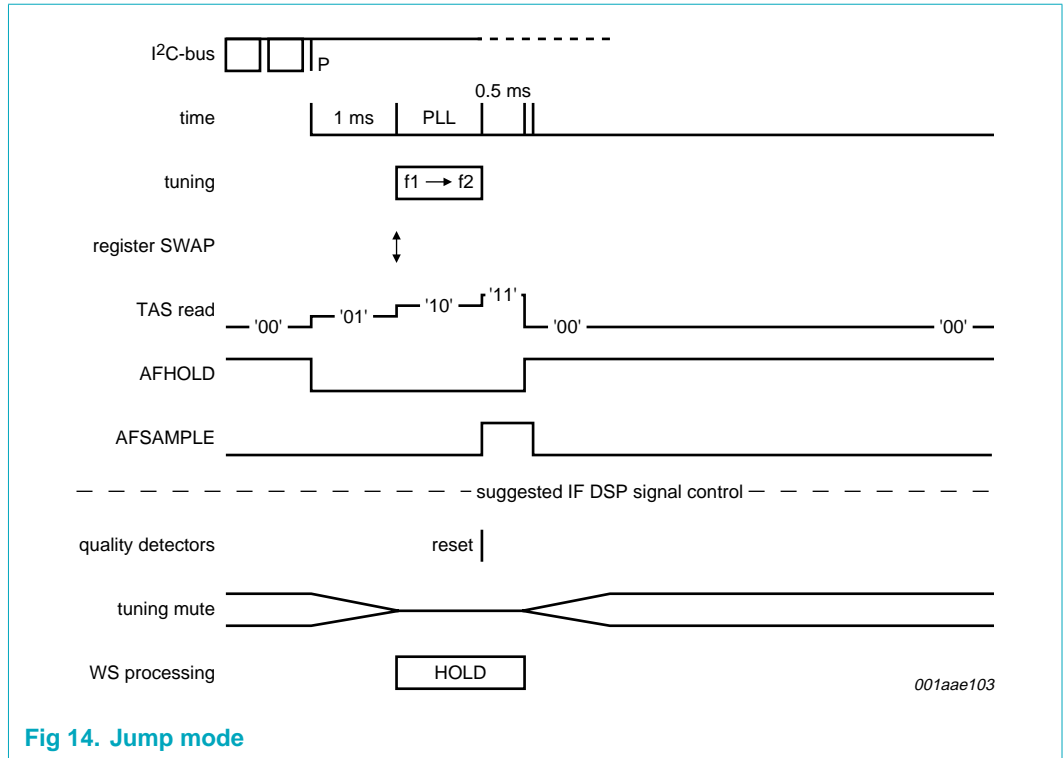 I2C-bus
P
0.5 ms
time
1 ms
PLL
tuning
f1 → f2
register SWAP
TAS read
'00'
'01'
'10'
'11'
'00'
'00'
AFHOLD
AFSAMPLE
suggested IF DSP signal control
quality detectors
reset
tuning mute
WS processing
HOLD
001aae103
Fig 14. Jump mode